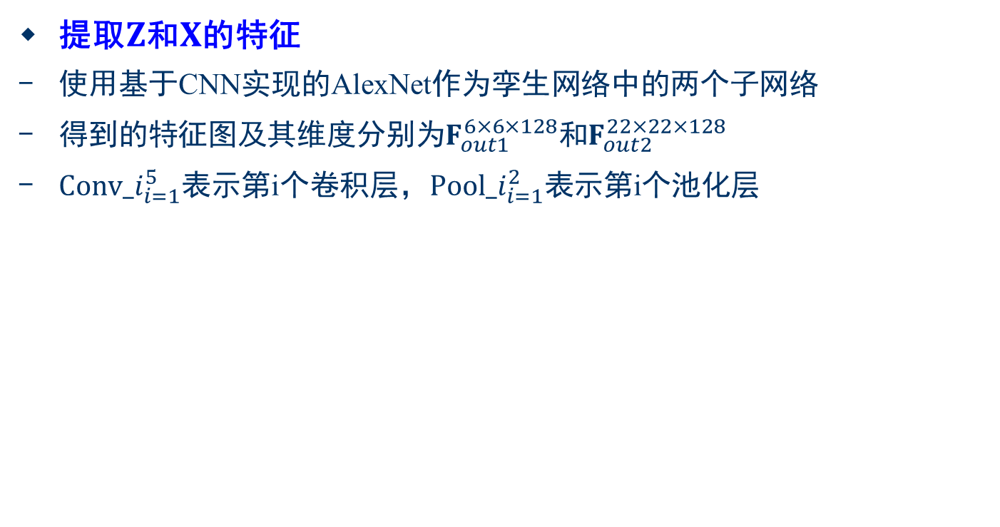 ◆ 提取Z和X的特征
− 使用基于CNN实现的AlexNet作为孪生网络中的两个子网络
− 得到的特征图及其维度分别为$\mathbf{F}_{out1}^{6×6×128}$和$\mathbf{F}_{out2}^{22×22×128}$
− Conv_$i_{i=1}^{5}$表示第i个卷积层，Pool_$i_{i=1}^{2}$表示第i个池化层